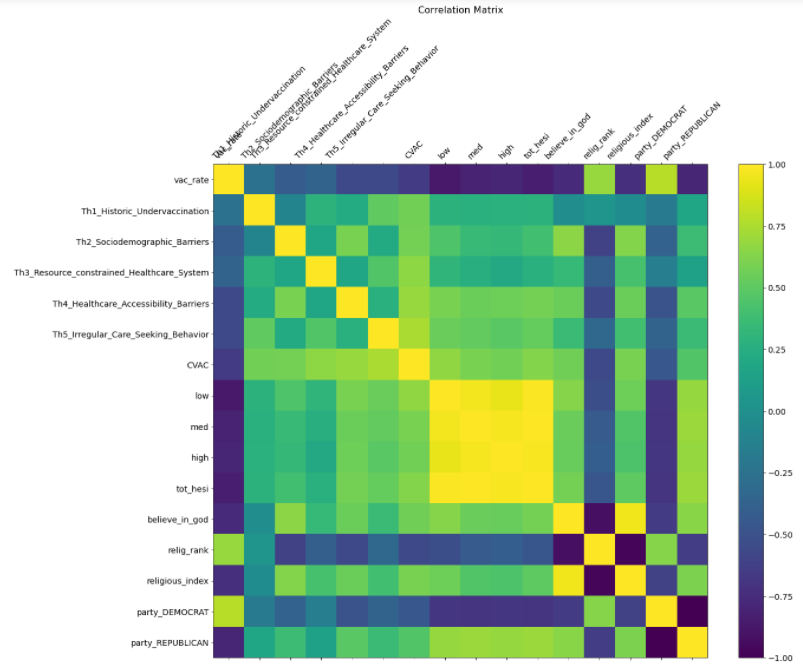 Correlation Matrix
vac_rate
Th1_Historic_Undervaccination
Th2_Sociodemographic_Barriers
Th3_Resource_constrained_Healthcare_System
Th4_Healthcare_Accessibility_Barriers
Th5_Irregular_Care_Seeking_Behavior
CVAC
low
med
high
tot_hesi
believe_in_god
relig_rank
religious_index
party_DEMOCRAT
party_REPUBLICAN
1.00
0.75
0.50
0.25
0.00
−0.25
−0.50
−0.75
−1.00
vac_rate
Th1_Historic_Undervaccination
Th2_Sociodemographic_Barriers
Th3_Resource_constrained_Healthcare_System
Th4_Healthcare_Accessibility_Barriers
Th5_Irregular_Care_Seeking_Behavior
CVAC
low
med
high
tot_hesi
believe_in_god
relig_rank
religious_index
party_DEMOCRAT
party_REPUBLICAN